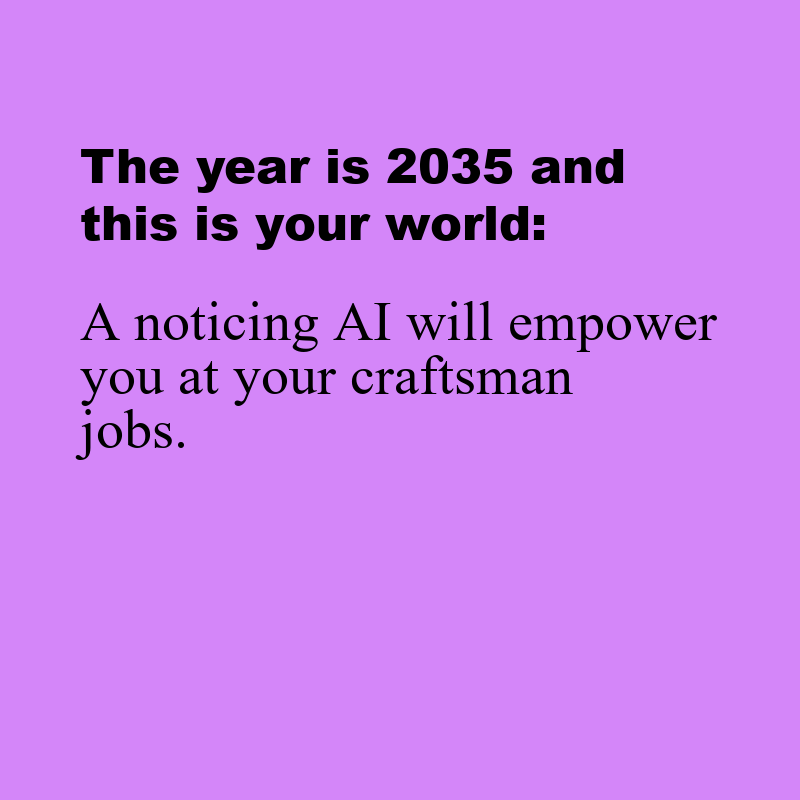 The year is 2035 and
this is your world:
A noticing AI will empower
you at your craftsman
jobs.